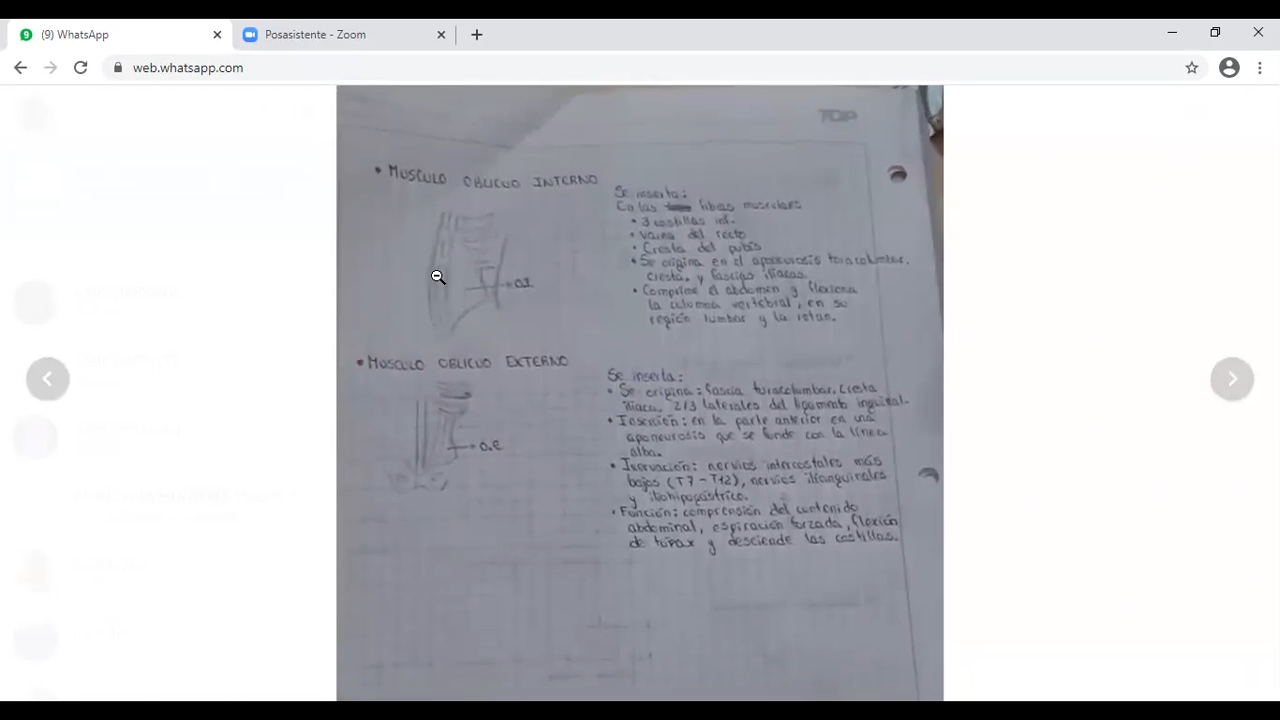 (9) WhatsApp
Posasistente - Zoom
web.whatsapp.com
TOP
• MUSCULO OBLICUO INTERNO
Se inserta:
En las fibras musculares
• 3 costillas inf.
• vaina del recto
• Cresta del pubis
• Se origina en el aponeurosis toracolumbar,
cresta, y fascias iliacas.
• Comprime el abdomen y flexiona
la columna vertebral, en su
región lumbar y la rotan.
O.I
• MUSCULO OBLICUO EXTERNO
Se inserta:
• Se origina: fascia toracolumbar, cresta
iliaca, 2/3 laterales del ligamento inguinal.
• Inserción: en la parte anterior en una
aponeurosis que se funde con la linea
alba.
• Inervación: nervios intercostales más
bajos (T7-T12), nervios ilioinguinales
y iliohipogástrico.
• Función: comprensión del contenido
abdominal, espiración forzada, flexión
de torax y desciende las costillas.
O.E